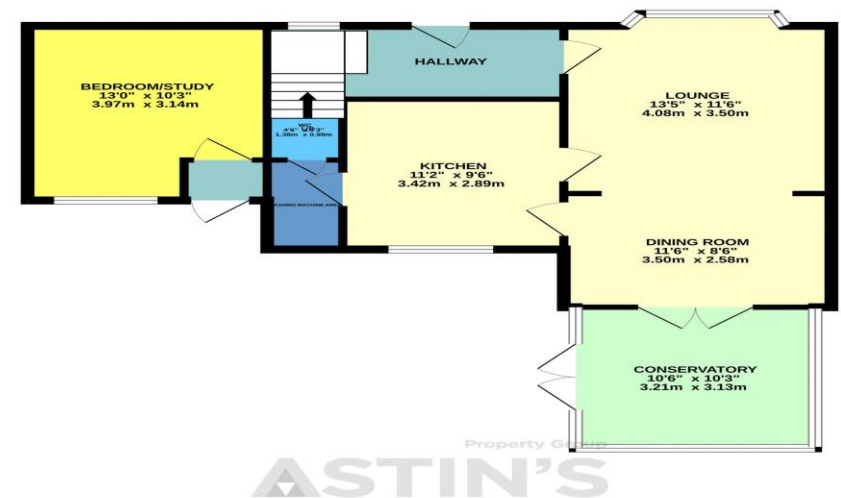 BEDROOM/STUDY
13'0" x 10'3"
3.97m x 3.14m
HALLWAY
LOUNGE
13'5" x 11'6"
4.08m x 3.50m
WC
1.38m x 0.99m
KITCHEN
11'2" x 9'6"
3.42m x 2.89m
DINING ROOM
11'6" x 8'6"
3.50m x 2.58m
CONSERVATORY
10'6" x 10'3"
3.21m x 3.13m
Property Group
ASTIN'S